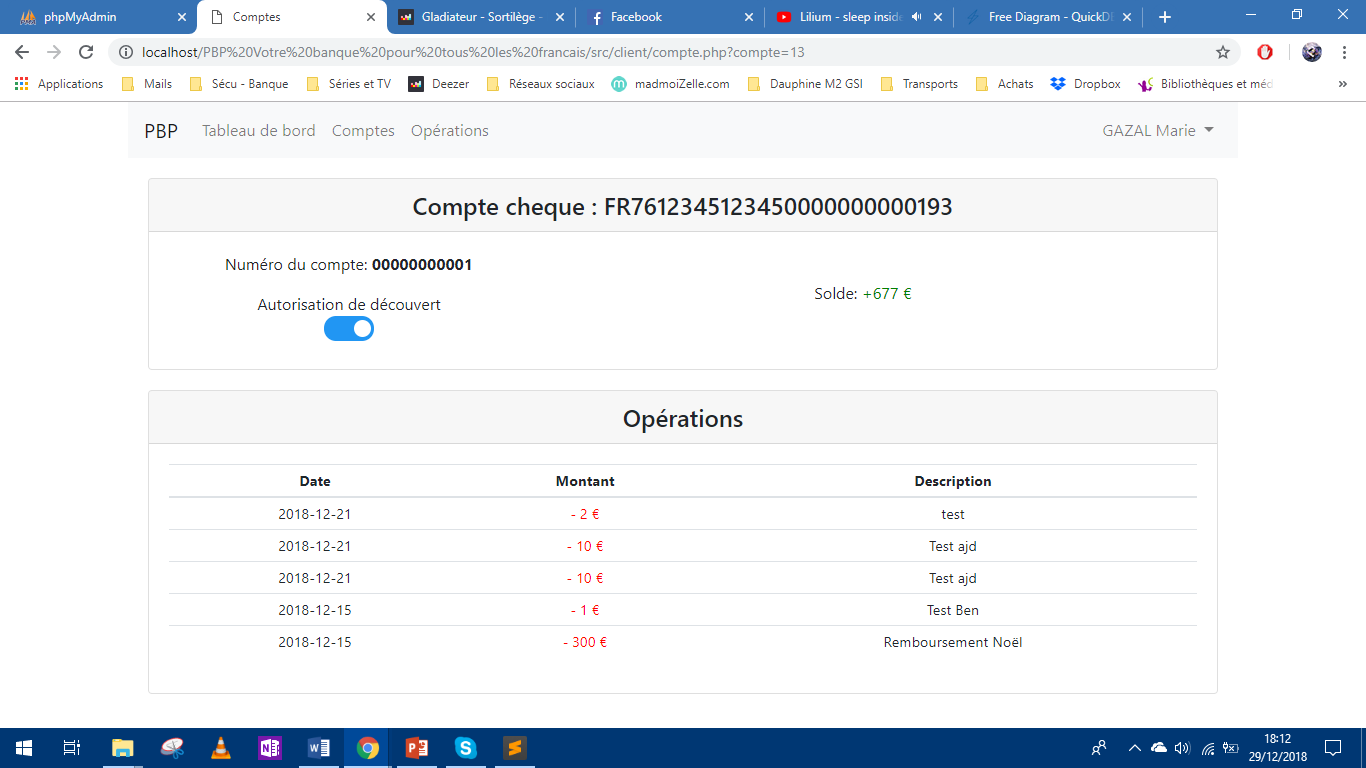 phpMyAdmin
Comptes
Gladiateur - Sortilège -
Facebook
Lilium - sleep inside
Free Diagram - QuickDB
localhost/PBP%20Votre%20banque%20pour%20tous%20les%20francais/src/client/compte.php?compte=13
Applications
Mails
Sécu - Banque
Séries et TV
Deezer
Réseaux sociaux
madmoiZelle.com
Dauphine M2 GSI
Transports
Achats
Dropbox
Bibliothèques et méd
»
PBP
Tableau de bord
Comptes
Opérations
GAZAL Marie
Compte cheque : FR7612345123450000000000193
Numéro du compte: 00000000001
Autorisation de découvert
Solde: +677 €
Opérations
Date Montant Description
2018-12-21 - 2 € test
2018-12-21 - 10 € Test ajd
2018-12-21 - 10 € Test ajd
2018-12-15 - 1 € Test Ben
2018-12-15 - 300 € Remboursement Noël
18:12
29/12/2018